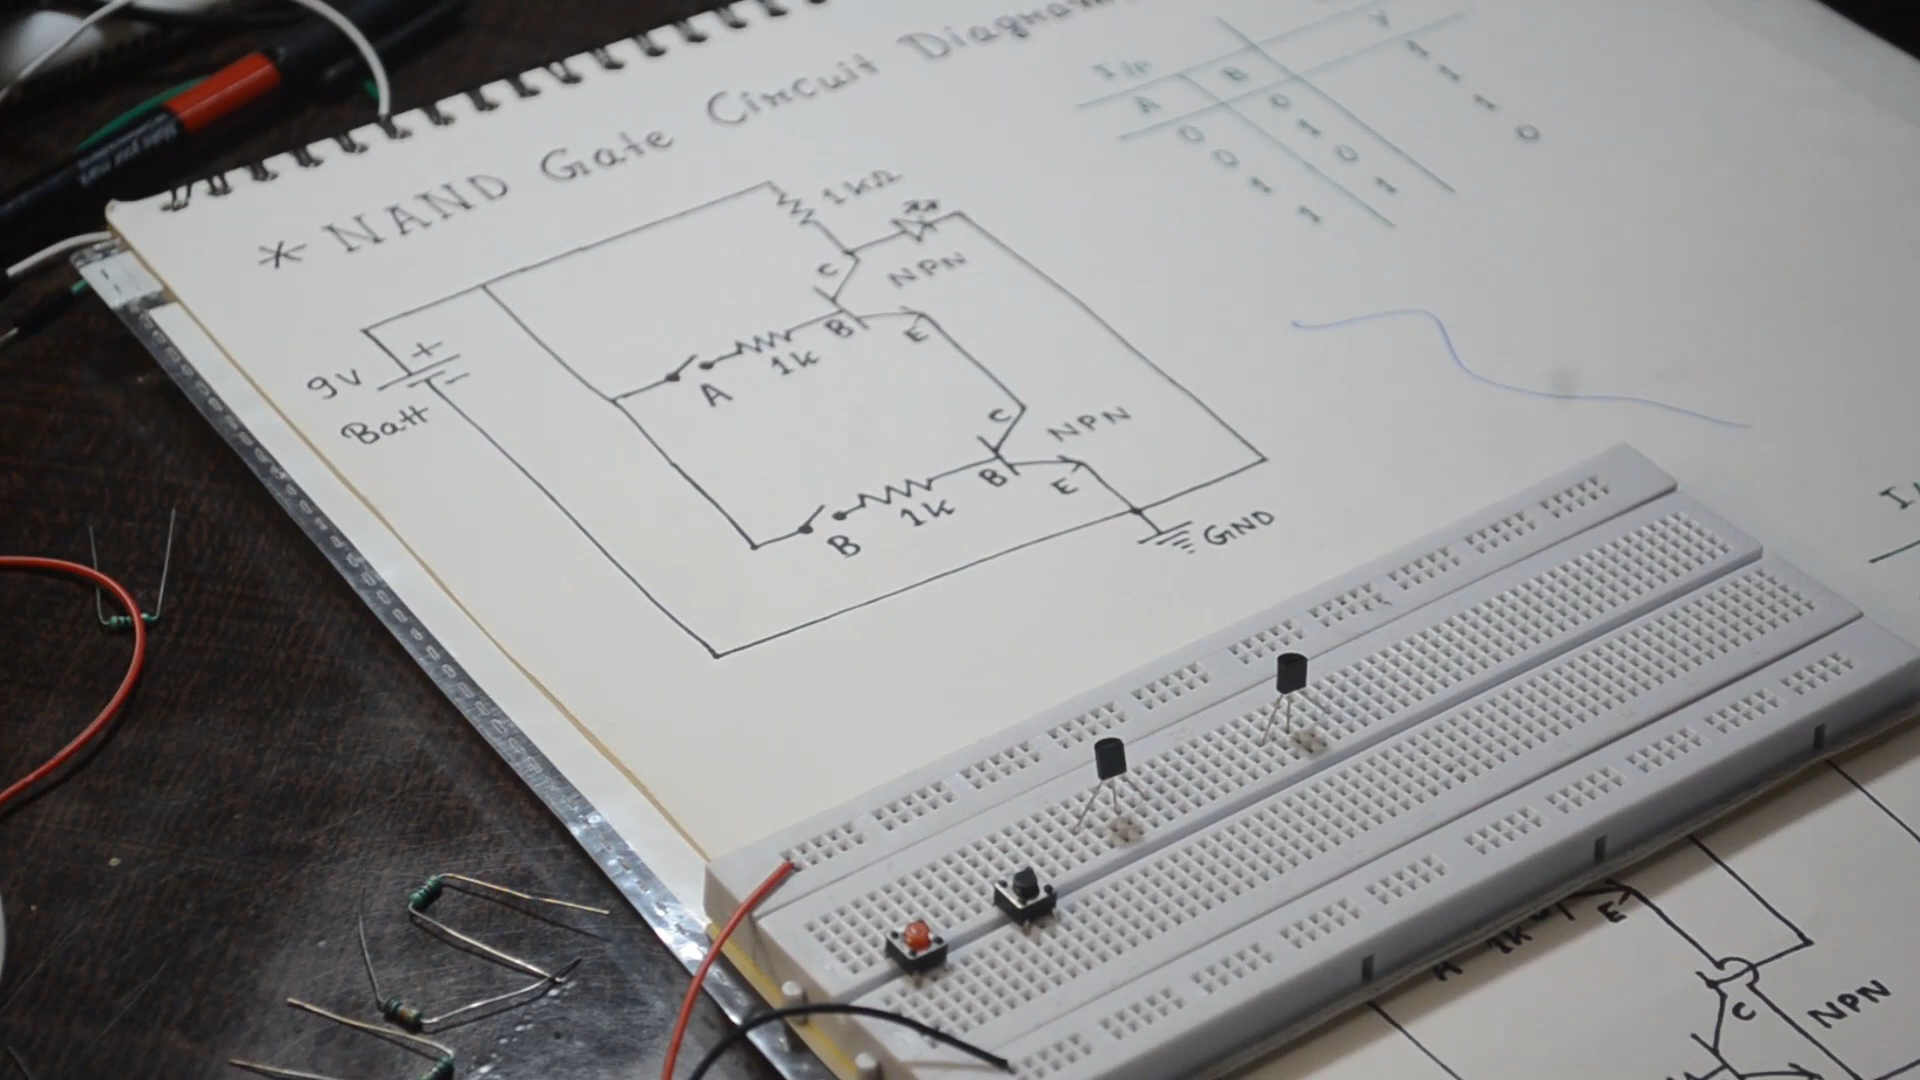 * NAND Gate Circuit Diagram
I/P Y
A B
0 0 1
0 1 1
1 0 1
1 1 0
1kΩ
C NPN
B E
1k
A
9V + -
Batt
C NPN
B E
1k
B
GND
E
1k
C NPN